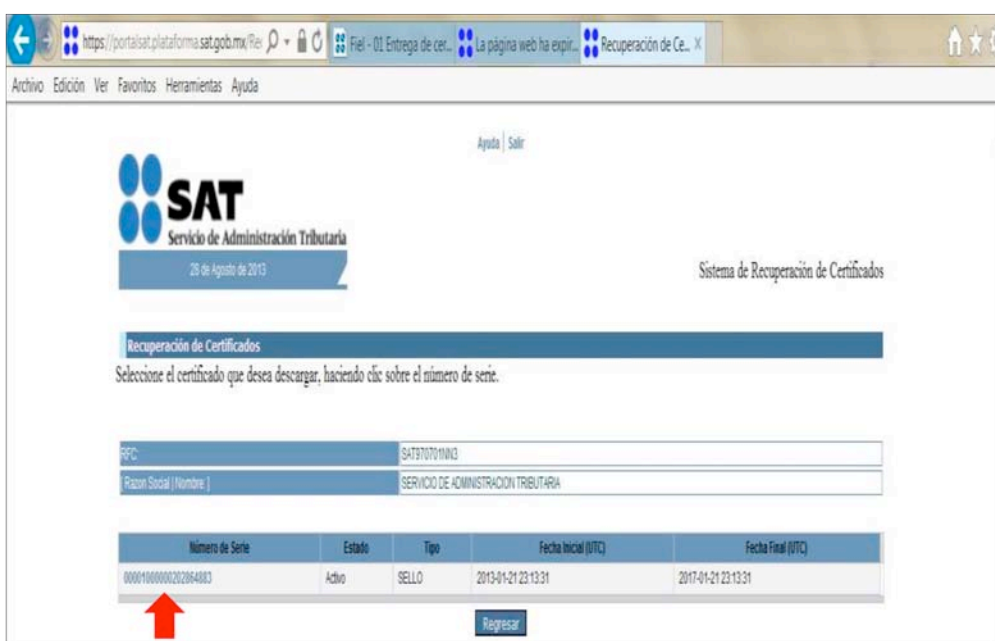 https://portalsat.plataforma.sat.gob.mx/Rec
Fiel - 01 Entrega de cer...
La página web ha expir...
Recuperación de Ce...
Archivo Edición Ver Favoritos Herramientas Ayuda
Ayuda | Salir
SAT
Servicio de Administración Tributaria
28 de Agosto de 2013
Sistema de Recuperación de Certificados
Recuperación de Certificados
Seleccione el certificado que desea descargar, haciendo clic sobre el número de serie.
RFC: SAT970701NN3
[ Razon Social | Nombre: ] SERVICIO DE ADMINISTRACION TRIBUTARIA
Número de Serie Estado Tipo Fecha Inicial (UTC) Fecha Final (UTC)
00001000000202864883 Activo SELLO 2013-01-21 23:13:31 2017-01-21 23:13:31
Regresar